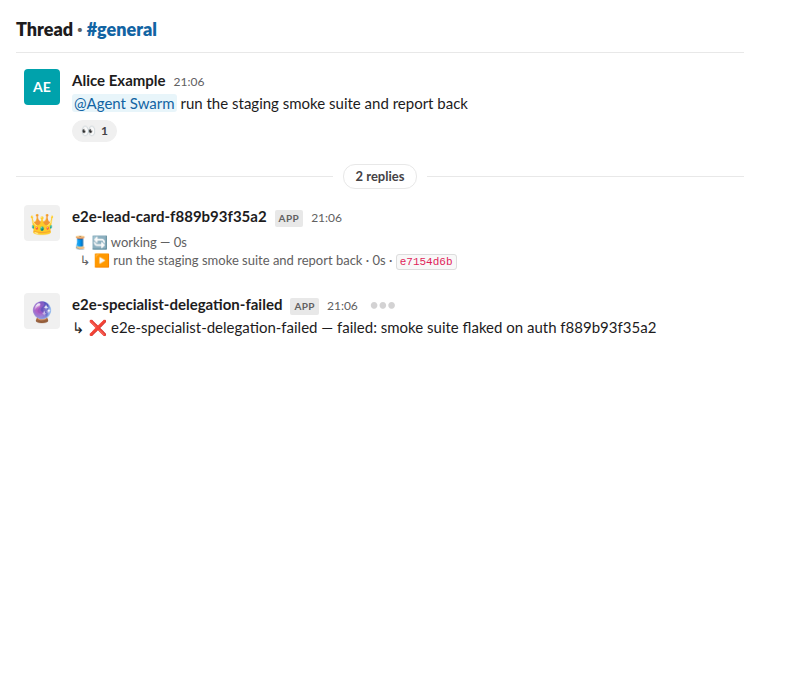 Thread • #general
AE
Alice Example 21:06
@Agent Swarm run the staging smoke suite and report back
👀 1
2 replies
e2e-lead-card-f889b93f35a2 APP 21:06
🧵 🔄 working — 0s
↳ ▶️ run the staging smoke suite and report back · 0s · e7154d6b
e2e-specialist-delegation-failed APP 21:06
↳ ❌ e2e-specialist-delegation-failed — failed: smoke suite flaked on auth f889b93f35a2